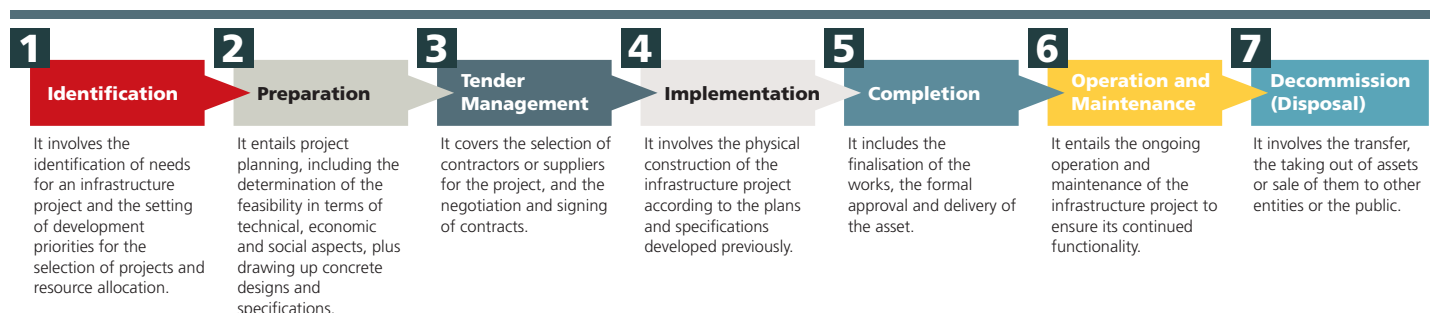 1
Identification
It involves the
identification of needs
for an infrastructure
project and the setting
of development
priorities for the
selection of projects and
resource allocation.
2
Preparation
It entails project
planning, including the
determination of the
feasibility in terms of
technical, economic
and social aspects, plus
drawing up concrete
designs and
specifications.
3
Tender
Management
It covers the selection of
contractors or suppliers
for the project, and the
negotiation and signing
of contracts.
4
Implementation
It involves the physical
construction of the
infrastructure project
according to the plans
and specifications
developed previously.
5
Completion
It includes the
finalisation of the
works, the formal
approval and delivery of
the asset.
6
Operation and
Maintenance
It entails the ongoing
operation and
maintenance of the
infrastructure project to
ensure its continued
functionality.
7
Decommission
(Disposal)
It involves the transfer,
the taking out of assets
or sale of them to other
entities or the public.